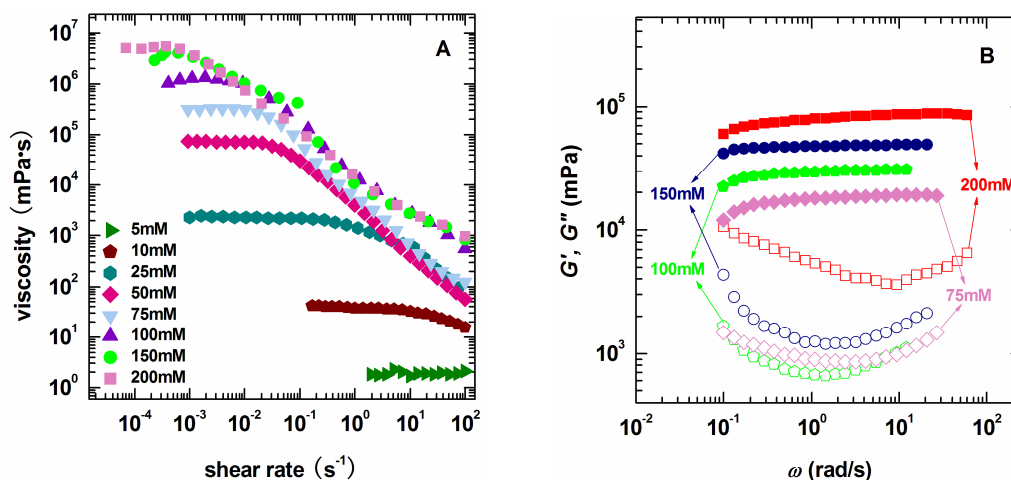 A
viscosity (mPa·s)
10⁷
10⁶
10⁵
10⁴
10³
10²
10¹
10⁰
5mM
10mM
25mM
50mM
75mM
100mM
150mM
200mM
10⁻⁴ 10⁻³ 10⁻² 10⁻¹ 10⁰ 10¹ 10²
shear rate (s⁻¹)
B
G', G'' (mPa)
10⁵
10⁴
10³
150mM
200mM
100mM
75mM
10⁻² 10⁻¹ 10⁰ 10¹ 10²
ω (rad/s)